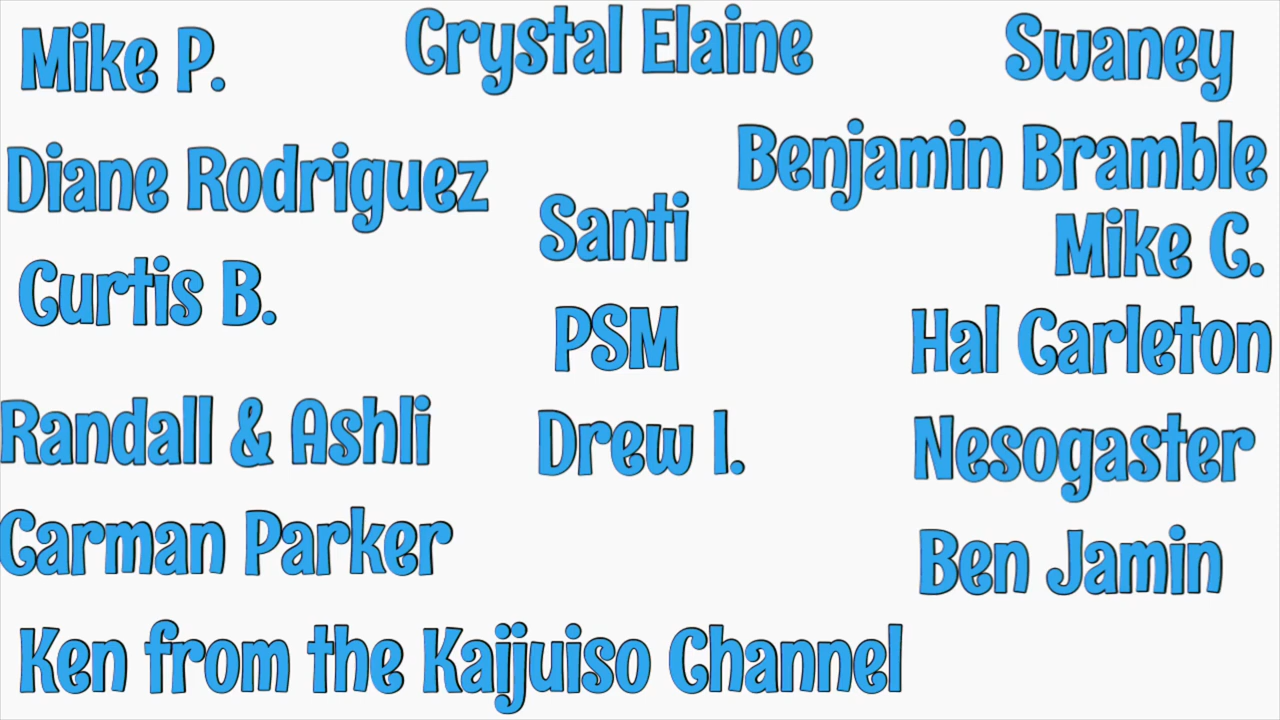 Mike P.
Crystal Elaine
Swaney
Diane Rodriguez
Benjamin Bramble
Santi
Mike C.
Curtis B.
PSM
Hal Carleton
Randall & Ashli
Drew I.
Nesogaster
Carman Parker
Ben Jamin
Ken from the Kaijuiso Channel